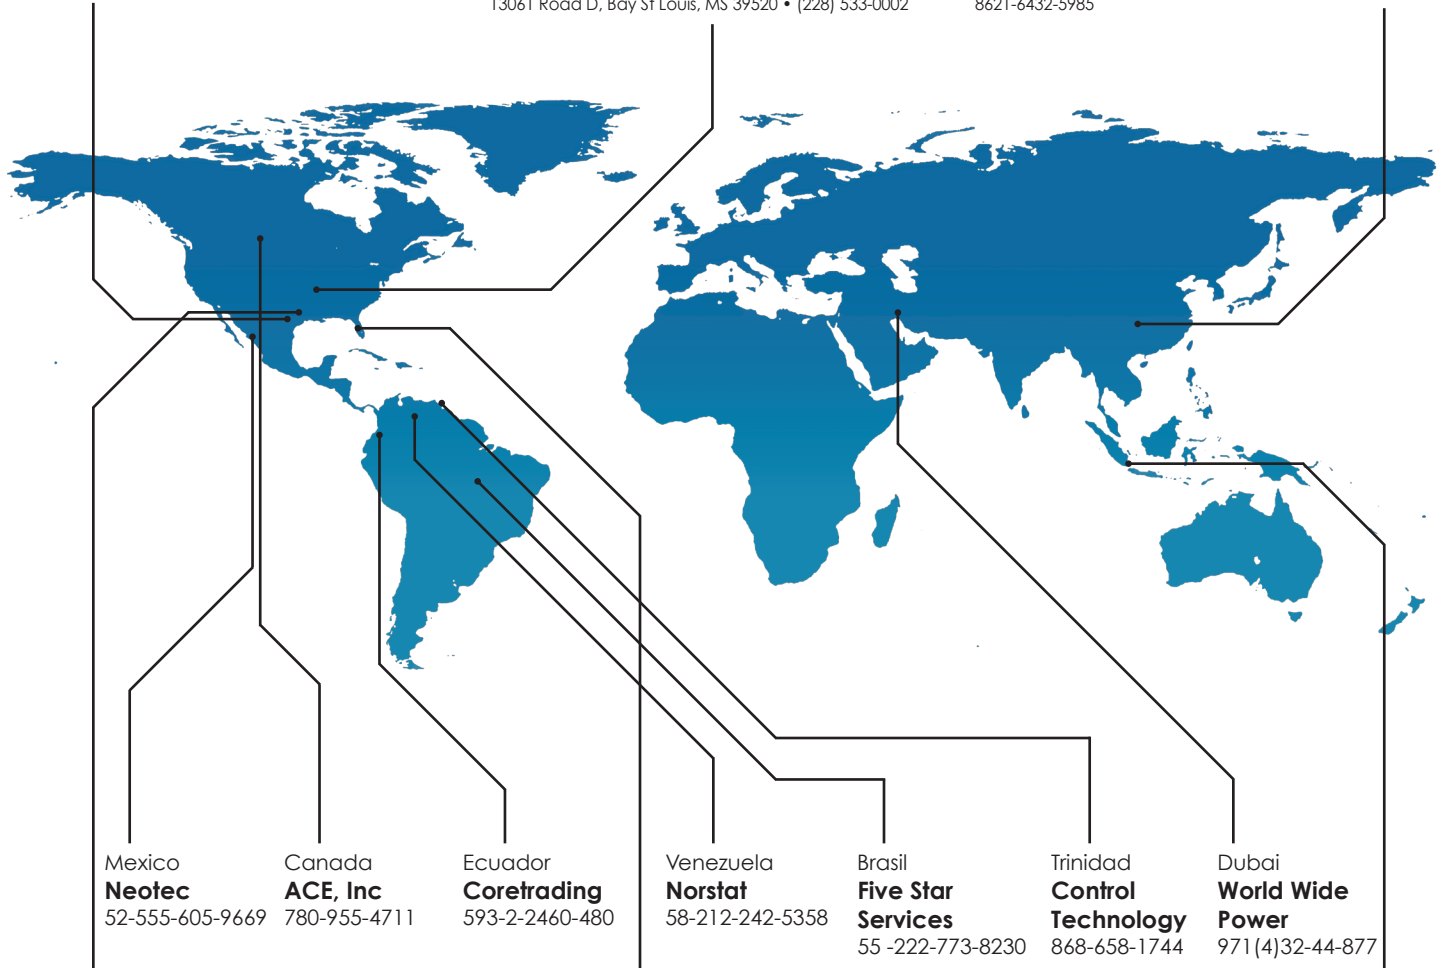 13061 Road D, Bay St Louis, MS 39520 • (228) 533-0002
8621-6432-5985
Mexico
Neotec
52-555-605-9669
Canada
ACE, Inc
780-955-4711
Ecuador
Coretrading
593-2-2460-480
Venezuela
Norstat
58-212-242-5358
Brasil
Five Star
Services
55 -222-773-8230
Trinidad
Control
Technology
868-658-1744
Dubai
World Wide
Power
971(4)32-44-877